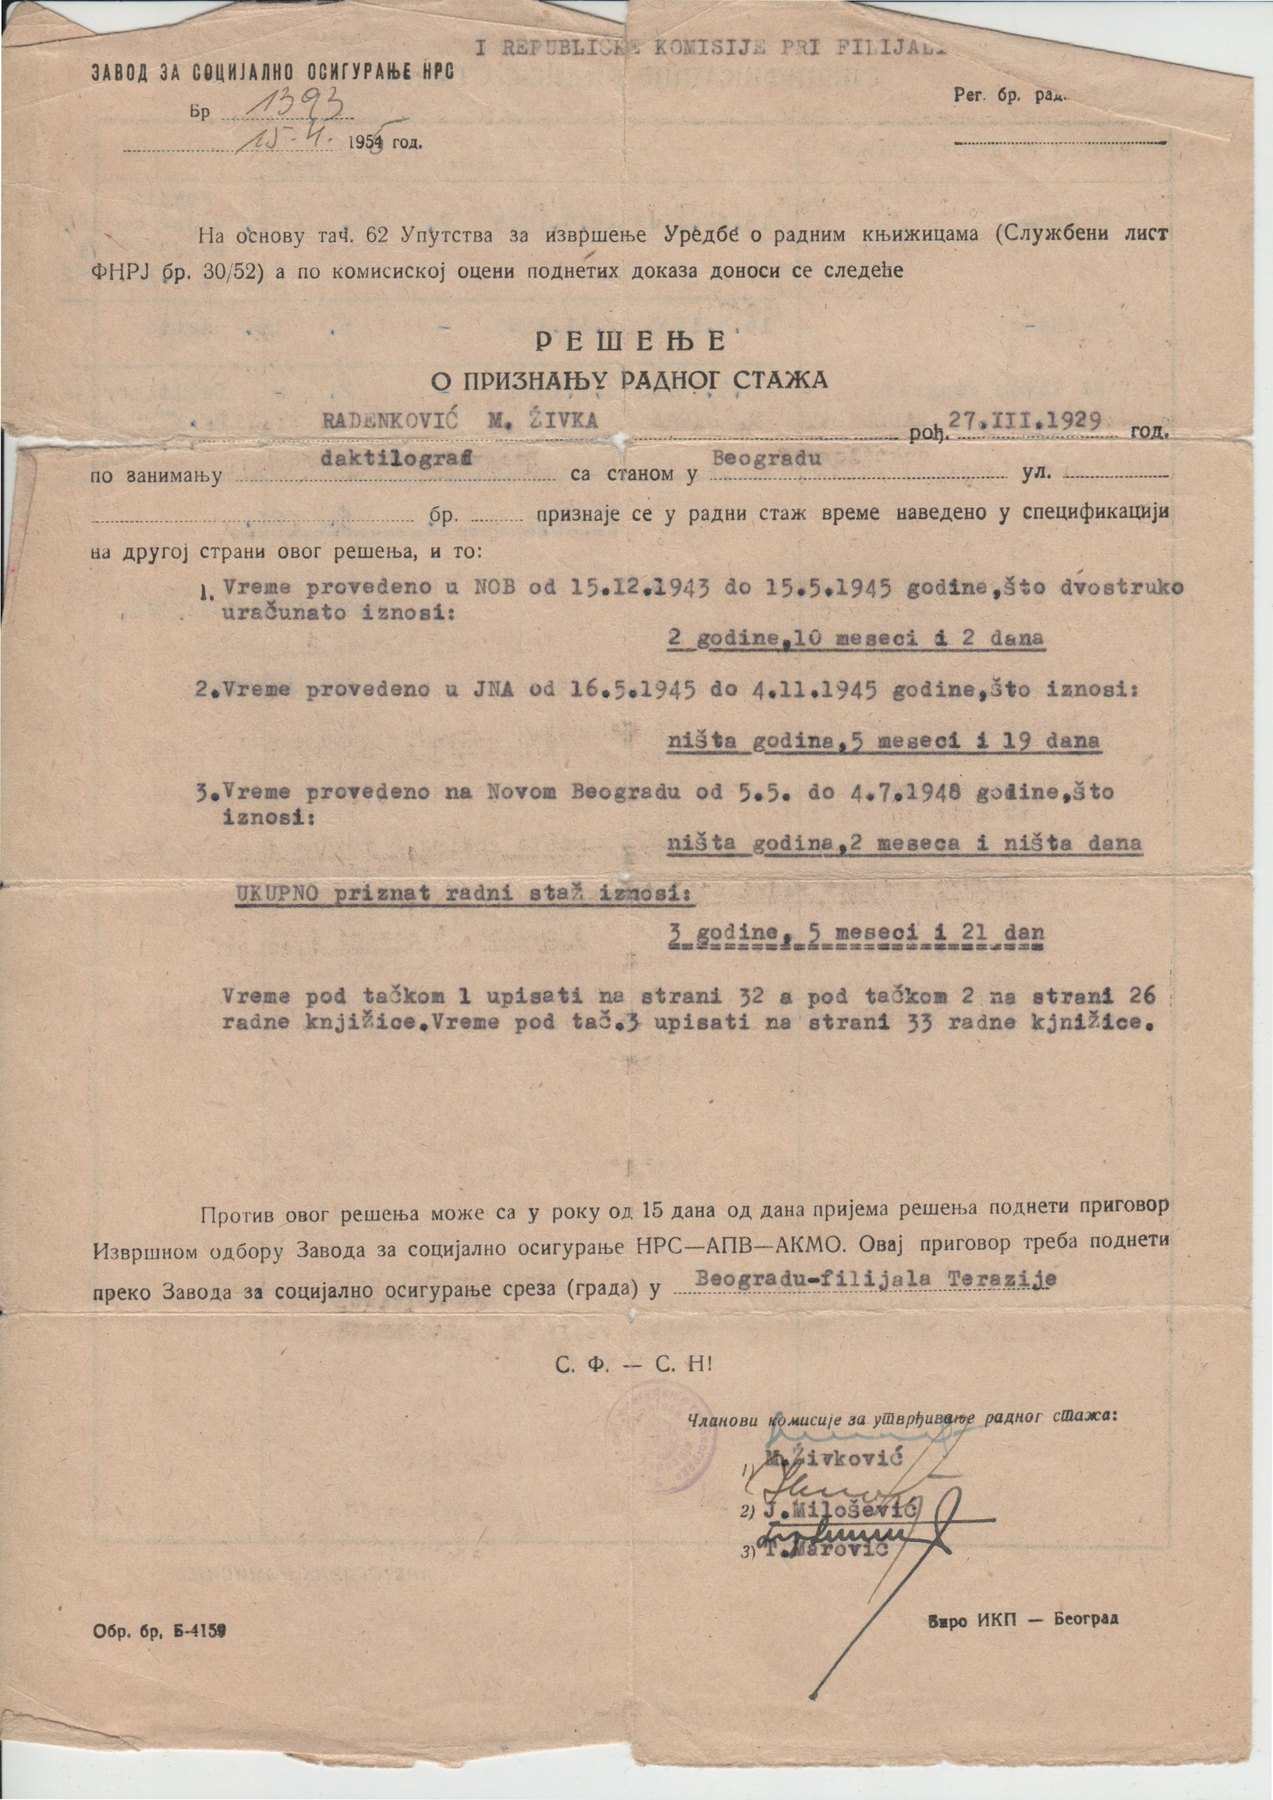 I REPUBLIČKE KOMISIJE PRI FILIJALI
ЗАВОД ЗА СОЦИЈАЛНО ОСИГУРАЊЕ НРС
Рег. бр. рад.
Бр 1393
15.4. 1955 год.
На основу тач. 62 Упутства за извршење Уредбе о радним књижицама (Службени лист
ФНРЈ бр. 30/52) а по комисиској оцени поднетих доказа доноси се следеће
РЕШЕЊЕ
О ПРИЗНАЊУ РАДНОГ СТАЖА
RADENKOVIĆ M. ŽIVKA рођ. 27.III.1929 год.
по занимању daktilograf са станом у Beogradu ул.
бр. признаје се у радни стаж време наведено у спецификацији
на другој страни овог решења, и то:
1. Vreme provedeno u NOB od 15.12.1943 do 15.5.1945 godine,što dvostruko
uračunato iznosi:
2 godine,10 meseci i 2 dana
2.Vreme provedeno u JNA od 16.5.1945 do 4.11.1945 godine,što iznosi:
ništa godina,5 meseci i 19 dana
3.Vreme provedeno na Novom Beogradu od 5.5. do 4.7.1948 godine,što
iznosi:
ništa godina,2 meseca i ništa dana
UKUPNO priznat radni staž iznosi:
3 godine, 5 meseci i 21 dan
Vreme pod tačkom 1 upisati na strani 32 a pod tačkom 2 na strani 26
radne knjižice.Vreme pod tač.3 upisati na strani 33 radne kjnižice.
Против овог решења може са у року од 15 дана од дана пријема решења поднети приговор
Извршном одбору Завода за социјално осигурање НРС—АПВ—АКМО. Овај приговор треба поднети
преко Завода за социјално осигурање среза (града) у Beogradu-filijala Terazije
С. Ф. — С. Н!
Чланови комисије за утврђивање радног стажа:
1) M.Živković
2) J.Milošević
3) T.Marović
Обр. бр, Б-4159
Биро ИКП — Београд